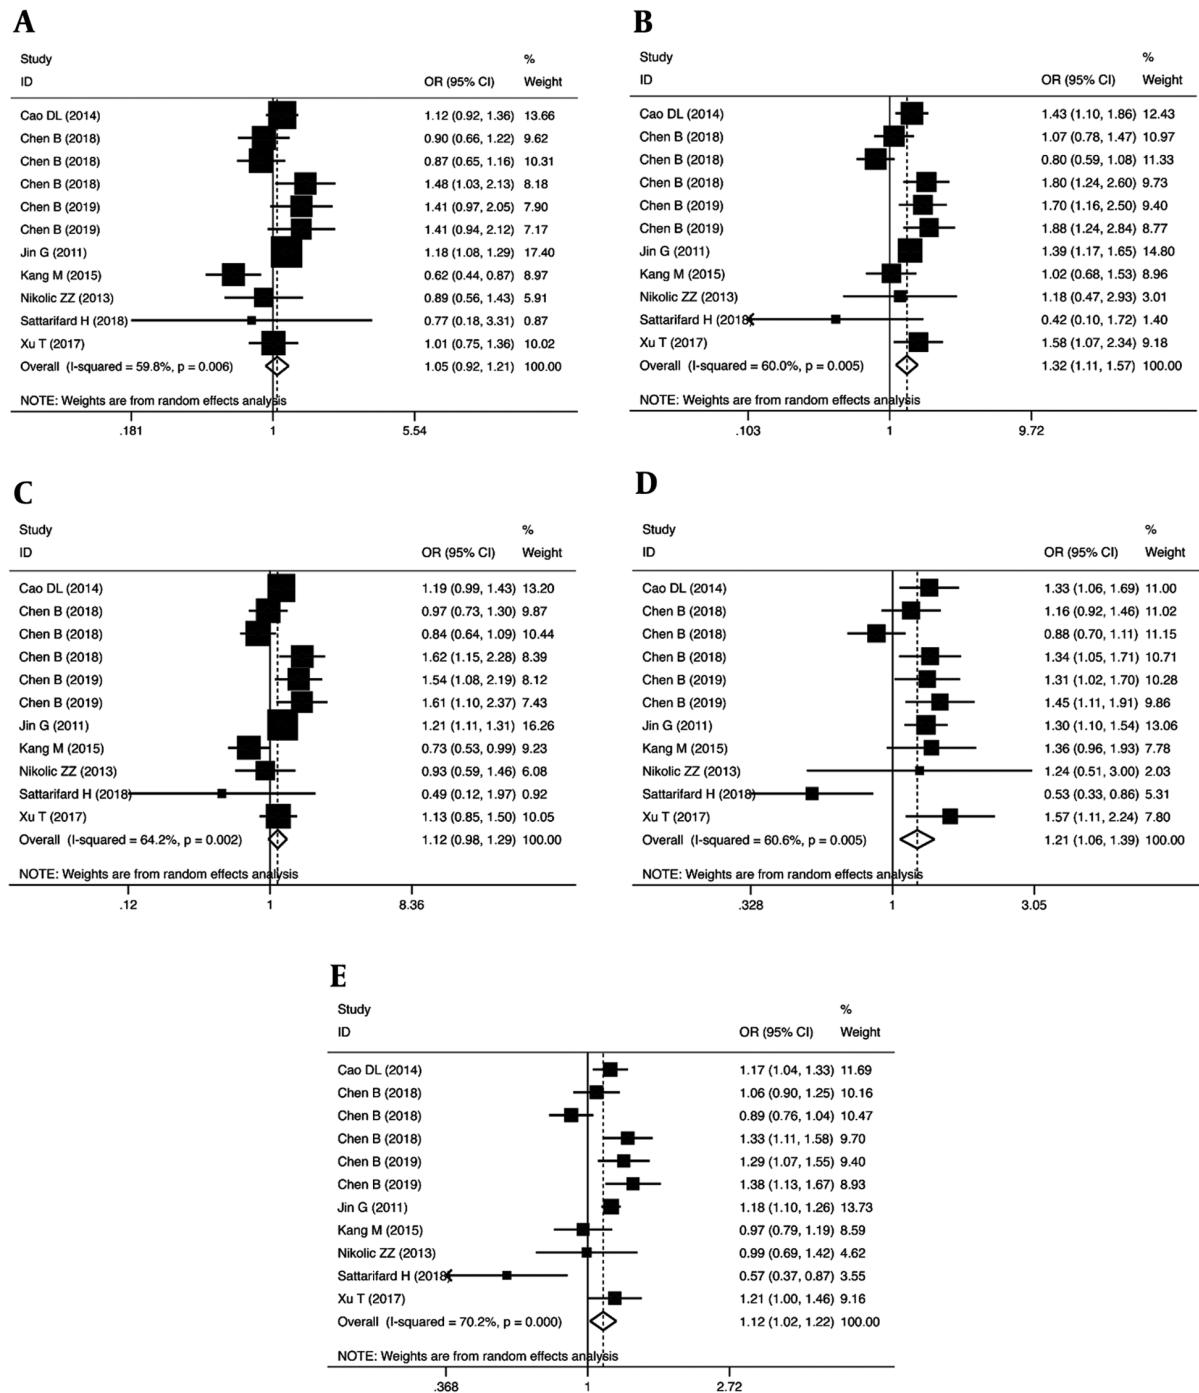 A
Study %
ID OR (95% CI) Weight
Cao DL (2014) 1.12 (0.92, 1.36) 13.66
Chen B (2018) 0.90 (0.66, 1.22) 9.62
Chen B (2018) 0.87 (0.65, 1.16) 10.31
Chen B (2018) 1.48 (1.03, 2.13) 8.18
Chen B (2019) 1.41 (0.97, 2.05) 7.90
Chen B (2019) 1.41 (0.94, 2.12) 7.17
Jin G (2011) 1.18 (1.08, 1.29) 17.40
Kang M (2015) 0.62 (0.44, 0.87) 8.97
Nikolic ZZ (2013) 0.89 (0.56, 1.43) 5.91
Sattarifard H (2018) 0.77 (0.18, 3.31) 0.87
Xu T (2017) 1.01 (0.75, 1.36) 10.02
Overall (I-squared = 59.8%, p = 0.006) 1.05 (0.92, 1.21) 100.00
NOTE: Weights are from random effects analysis
.181 1 5.54
B
Study %
ID OR (95% CI) Weight
Cao DL (2014) 1.43 (1.10, 1.86) 12.43
Chen B (2018) 1.07 (0.78, 1.47) 10.97
Chen B (2018) 0.80 (0.59, 1.08) 11.33
Chen B (2018) 1.80 (1.24, 2.60) 9.73
Chen B (2019) 1.70 (1.16, 2.50) 9.40
Chen B (2019) 1.88 (1.24, 2.84) 8.77
Jin G (2011) 1.39 (1.17, 1.65) 14.80
Kang M (2015) 1.02 (0.68, 1.53) 8.96
Nikolic ZZ (2013) 1.18 (0.47, 2.93) 3.01
Sattarifard H (2018) 0.42 (0.10, 1.72) 1.40
Xu T (2017) 1.58 (1.07, 2.34) 9.18
Overall (I-squared = 60.0%, p = 0.005) 1.32 (1.11, 1.57) 100.00
NOTE: Weights are from random effects analysis
.103 1 9.72
C
Study %
ID OR (95% CI) Weight
Cao DL (2014) 1.19 (0.99, 1.43) 13.20
Chen B (2018) 0.97 (0.73, 1.30) 9.87
Chen B (2018) 0.84 (0.64, 1.09) 10.44
Chen B (2018) 1.62 (1.15, 2.28) 8.39
Chen B (2019) 1.54 (1.08, 2.19) 8.12
Chen B (2019) 1.61 (1.10, 2.37) 7.43
Jin G (2011) 1.21 (1.11, 1.31) 16.26
Kang M (2015) 0.73 (0.53, 0.99) 9.23
Nikolic ZZ (2013) 0.93 (0.59, 1.46) 6.08
Sattarifard H (2018) 0.49 (0.12, 1.97) 0.92
Xu T (2017) 1.13 (0.85, 1.50) 10.05
Overall (I-squared = 64.2%, p = 0.002) 1.12 (0.98, 1.29) 100.00
NOTE: Weights are from random effects analysis
.12 1 8.36
D
Study %
ID OR (95% CI) Weight
Cao DL (2014) 1.33 (1.06, 1.69) 11.00
Chen B (2018) 1.16 (0.92, 1.46) 11.02
Chen B (2018) 0.88 (0.70, 1.11) 11.15
Chen B (2018) 1.34 (1.05, 1.71) 10.71
Chen B (2019) 1.31 (1.02, 1.70) 10.28
Chen B (2019) 1.45 (1.11, 1.91) 9.86
Jin G (2011) 1.30 (1.10, 1.54) 13.06
Kang M (2015) 1.36 (0.96, 1.93) 7.78
Nikolic ZZ (2013) 1.24 (0.51, 3.00) 2.03
Sattarifard H (2018) 0.53 (0.33, 0.86) 5.31
Xu T (2017) 1.57 (1.11, 2.24) 7.80
Overall (I-squared = 60.6%, p = 0.005) 1.21 (1.06, 1.39) 100.00
NOTE: Weights are from random effects analysis
.328 1 3.05
E
Study %
ID OR (95% CI) Weight
Cao DL (2014) 1.17 (1.04, 1.33) 11.69
Chen B (2018) 1.06 (0.90, 1.25) 10.16
Chen B (2018) 0.89 (0.76, 1.04) 10.47
Chen B (2018) 1.33 (1.11, 1.58) 9.70
Chen B (2019) 1.29 (1.07, 1.55) 9.40
Chen B (2019) 1.38 (1.13, 1.67) 8.93
Jin G (2011) 1.18 (1.10, 1.26) 13.73
Kang M (2015) 0.97 (0.79, 1.19) 8.59
Nikolic ZZ (2013) 0.99 (0.69, 1.42) 4.62
Sattarifard H (2018) 0.57 (0.37, 0.87) 3.55
Xu T (2017) 1.21 (1.00, 1.46) 9.16
Overall (I-squared = 70.2%, p = 0.000) 1.12 (1.02, 1.22) 100.00
NOTE: Weights are from random effects analysis
.368 1 2.72